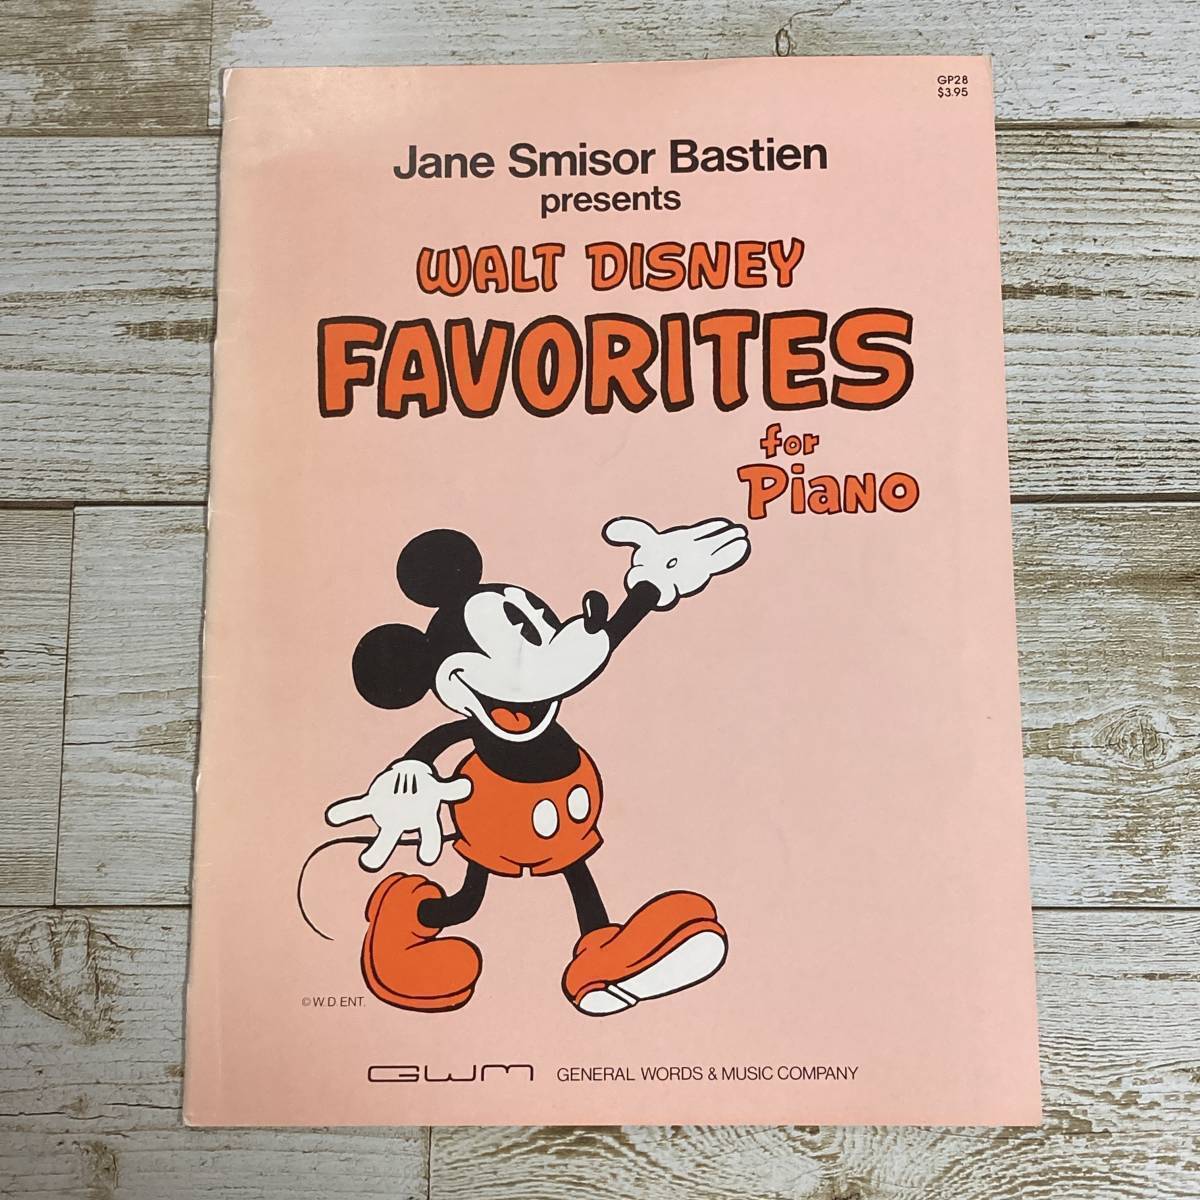 GP28
$3.95
Jane Smisor Bastien
presents
WALT DISNEY
FAVORITES
for
Piano
© W.D. ENT.
GWM GENERAL WORDS & MUSIC COMPANY